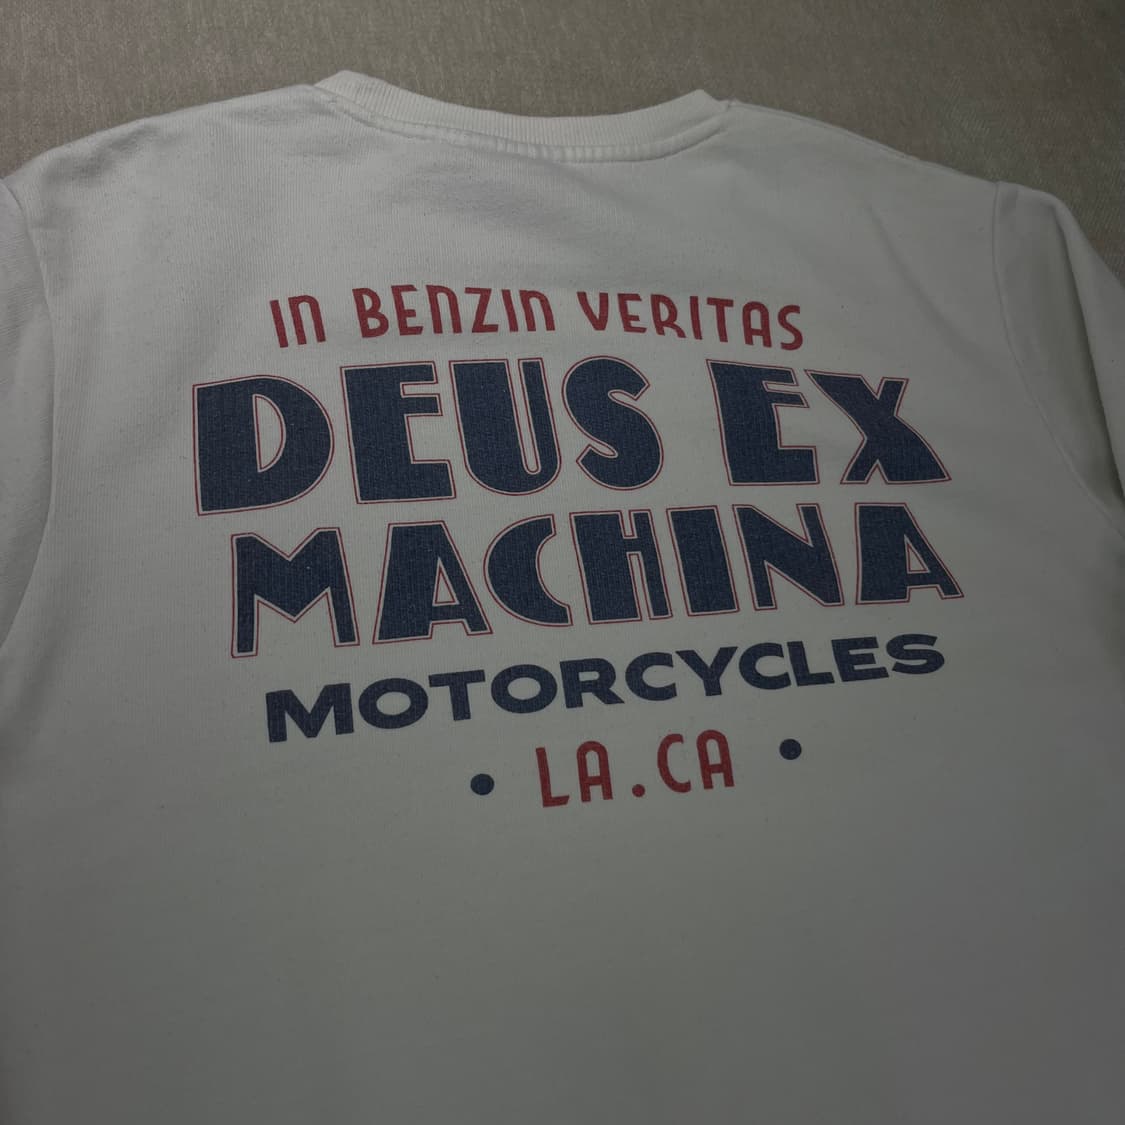 IN BENZIN VERITAS
DEUS EX
MACHINA
MOTORCYCLES
• LA.CA •